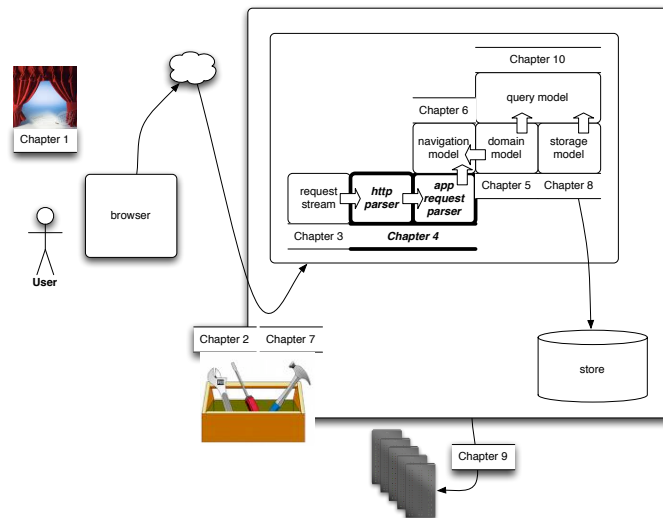 Chapter 10
query model
Chapter 6
navigation
model
domain
model
storage
model
Chapter 1
Chapter 5
Chapter 8
request
stream
http
parser
app
request
parser
browser
Chapter 3
Chapter 4
User
Chapter 2
Chapter 7
store
Chapter 9